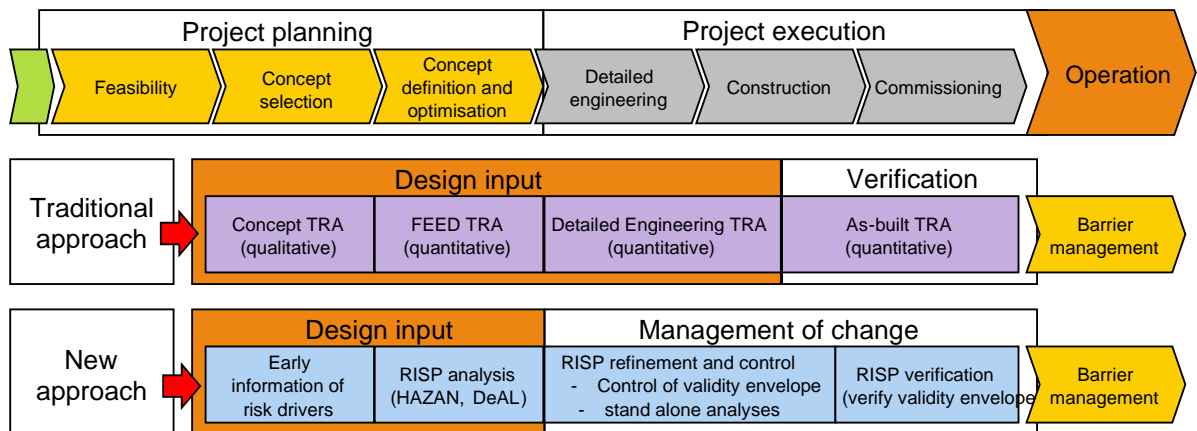 Project planning
Project execution
Feasibility
Concept
selection
Concept
definition and
optimisation
Detailed
engineering
Construction
Commissioning
Operation
Traditional
approach
Design input
Verification
Concept TRA
(qualitative)
FEED TRA
(quantitative)
Detailed Engineering TRA
(quantitative)
As-built TRA
(quantitative)
Barrier
management
New
approach
Design input
Management of change
Early
information of
risk drivers
RISP analysis
(HAZAN, DeAL)
RISP refinement and control
- Control of validity envelope
- stand alone analyses
RISP verification
(verify validity envelope
Barrier
management